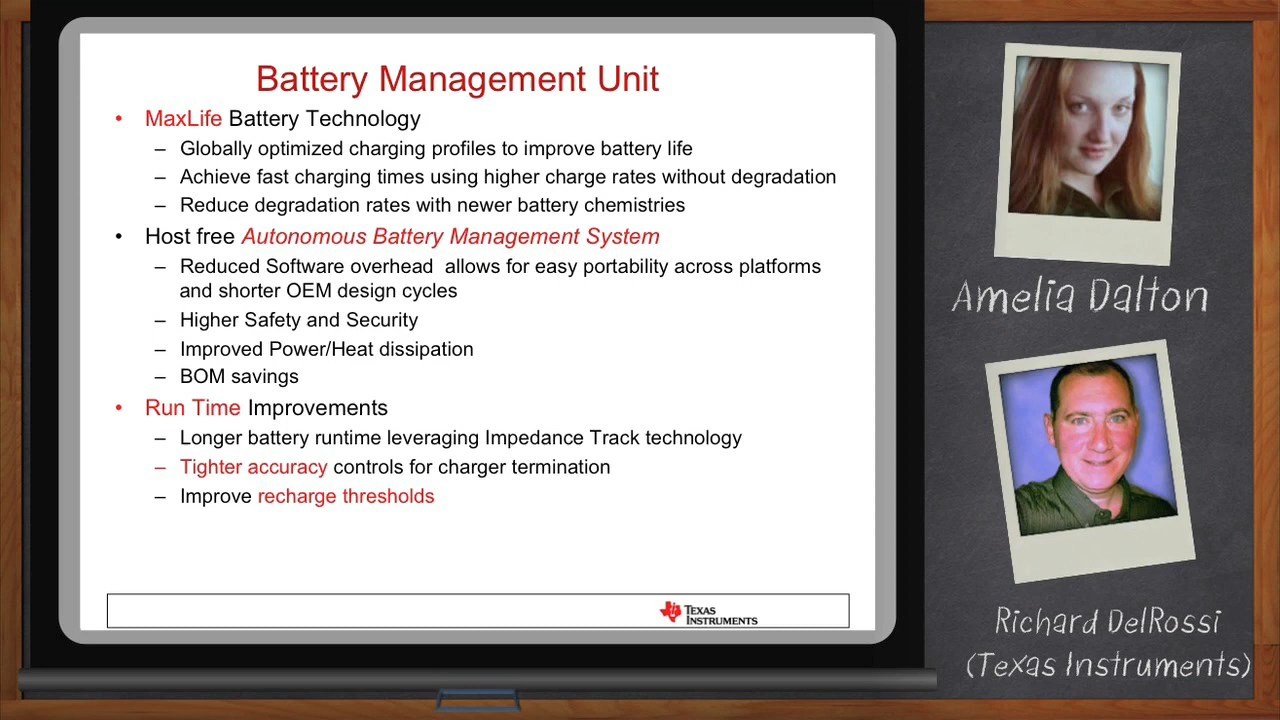 Battery Management Unit
• MaxLife Battery Technology
– Globally optimized charging profiles to improve battery life
– Achieve fast charging times using higher charge rates without degradation
– Reduce degradation rates with newer battery chemistries
• Host free Autonomous Battery Management System
– Reduced Software overhead allows for easy portability across platforms
and shorter OEM design cycles
– Higher Safety and Security
– Improved Power/Heat dissipation
– BOM savings
• Run Time Improvements
– Longer battery runtime leveraging Impedance Track technology
– Tighter accuracy controls for charger termination
– Improve recharge thresholds
TEXAS
INSTRUMENTS
Amelia Dalton
Richard DelRossi
(Texas Instruments)